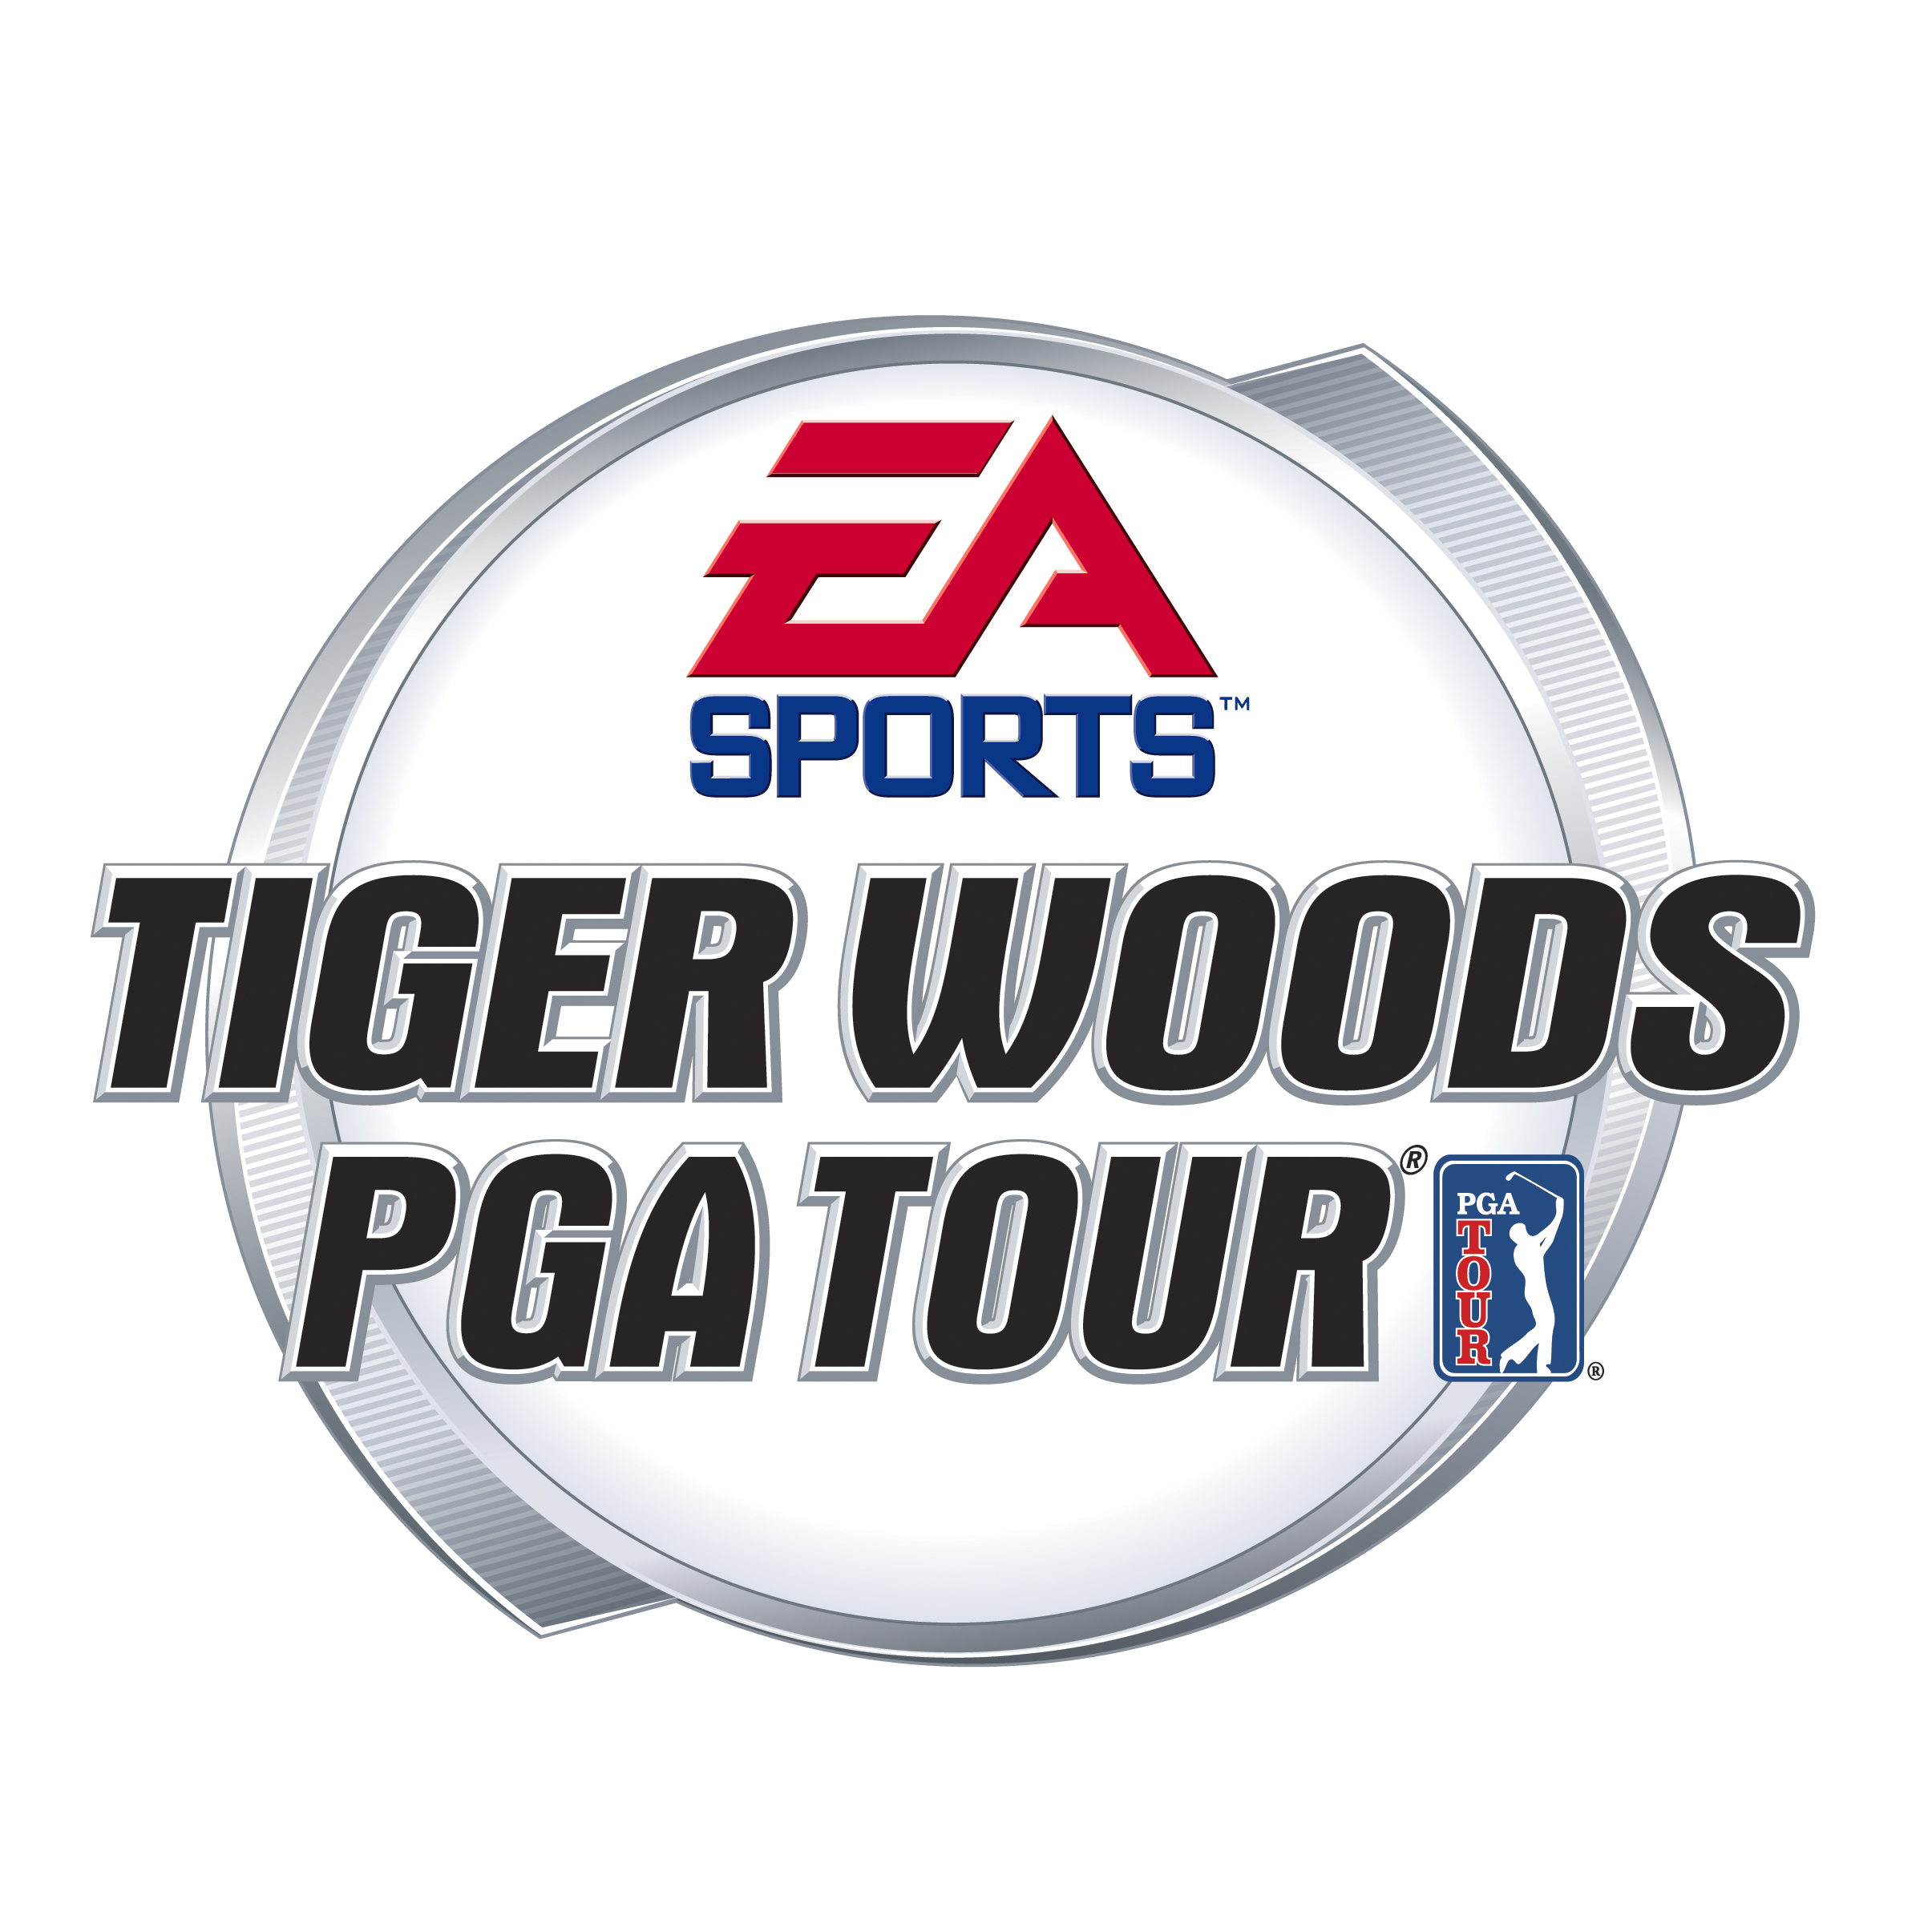 EA
SPORTS™
TIGER WOODS
PGA TOUR®
PGA
TOUR
®